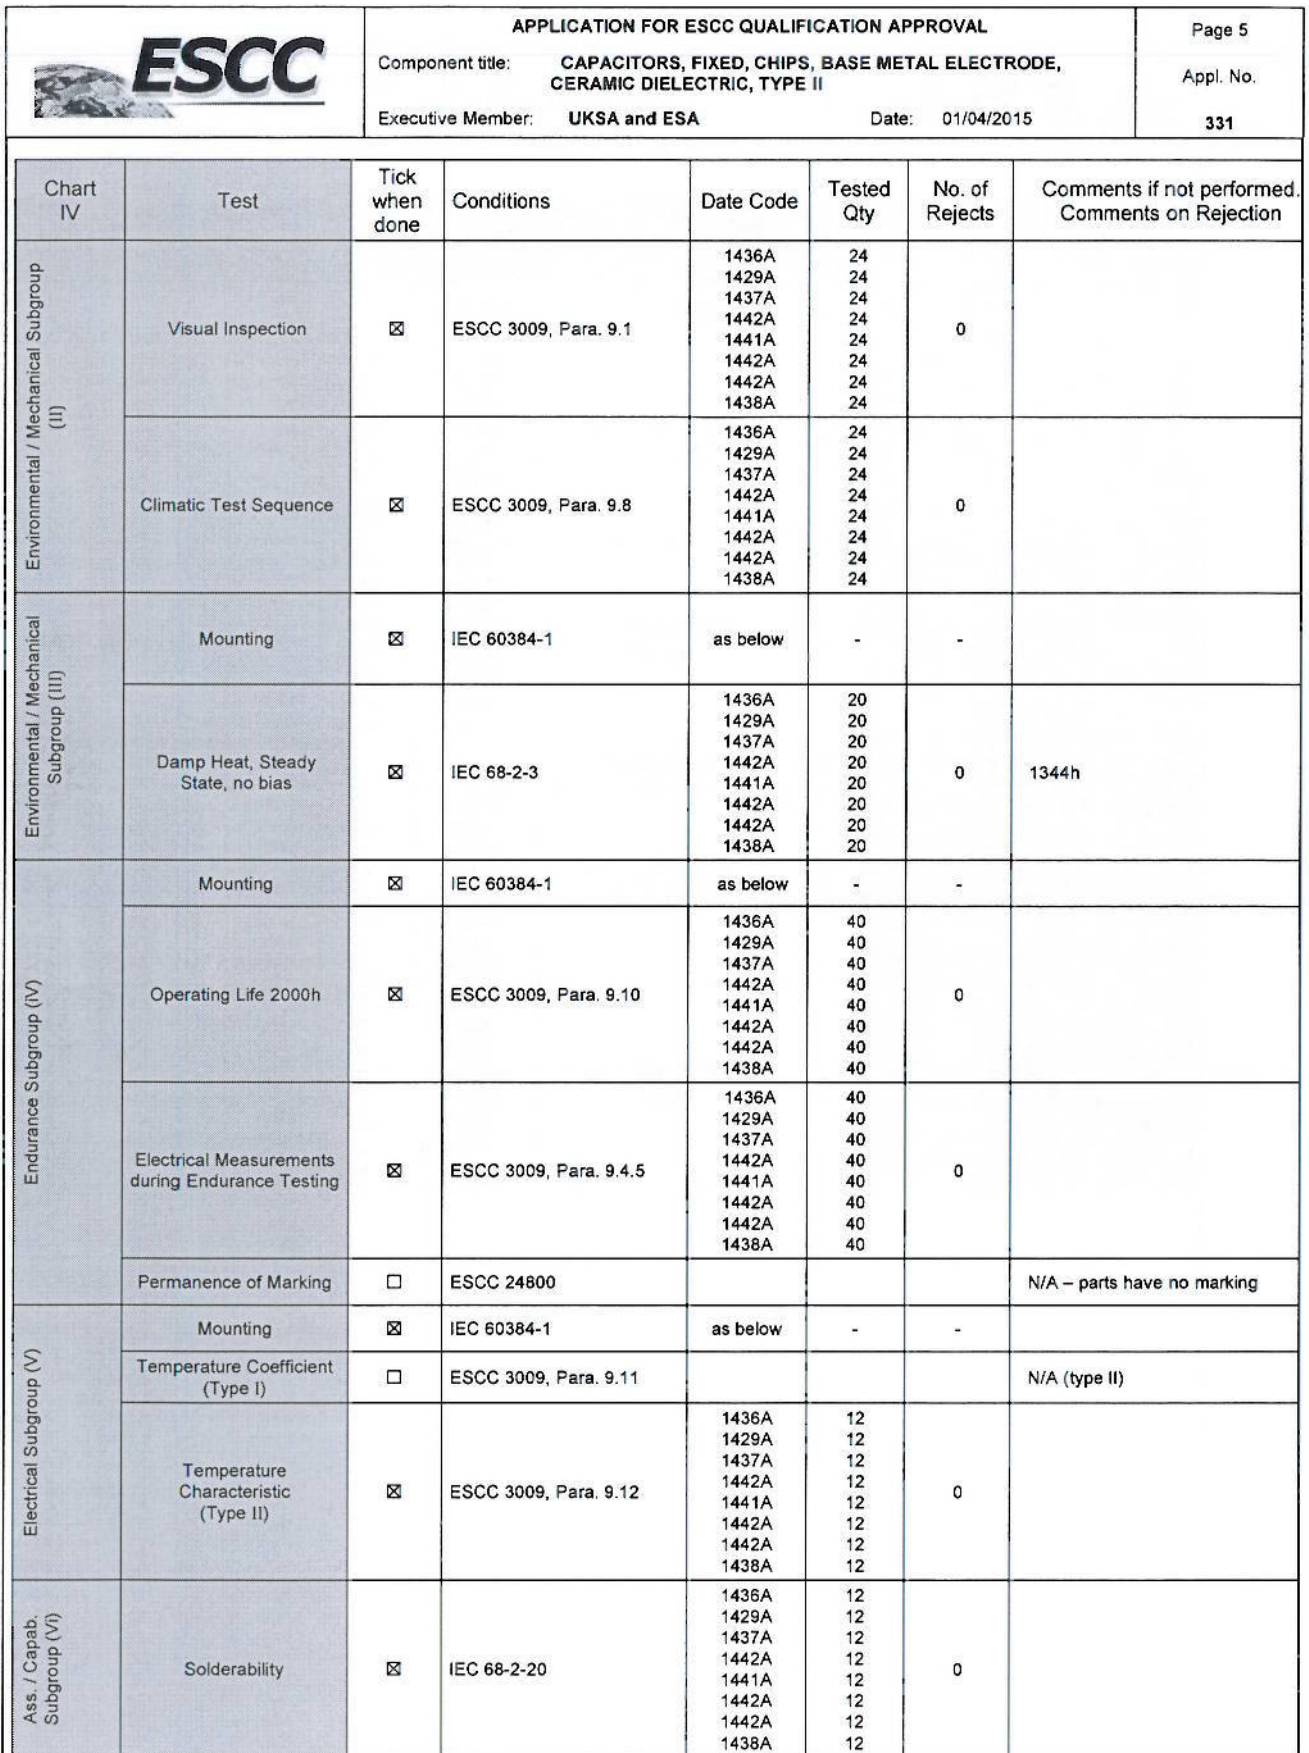 ESCC
APPLICATION FOR ESCC QUALIFICATION APPROVAL
Component title: CAPACITORS, FIXED, CHIPS, BASE METAL ELECTRODE,
CERAMIC DIELECTRIC, TYPE II
Executive Member: UKSA and ESA Date: 01/04/2015
Page 5
Appl. No.
331
Chart
IV
Test
Tick
when
done
Conditions
Date Code
Tested
Qty
No. of
Rejects
Comments if not performed.
Comments on Rejection
Environmental / Mechanical Subgroup
(II)
Visual Inspection
☒
ESCC 3009, Para. 9.1
1436A 24
1429A 24
1437A 24
1442A 24
1441A 24
1442A 24
1442A 24
1438A 24
0
Climatic Test Sequence
☒
ESCC 3009, Para. 9.8
1436A 24
1429A 24
1437A 24
1442A 24
1441A 24
1442A 24
1442A 24
1438A 24
0
Environmental / Mechanical
Subgroup (III)
Mounting ☒ IEC 60384-1 as below - -
Damp Heat, Steady
State, no bias
☒
IEC 68-2-3
1436A 20
1429A 20
1437A 20
1442A 20
1441A 20
1442A 20
1442A 20
1438A 20
0
1344h
Endurance Subgroup (IV)
Mounting ☒ IEC 60384-1 as below - -
Operating Life 2000h
☒
ESCC 3009, Para. 9.10
1436A 40
1429A 40
1437A 40
1442A 40
1441A 40
1442A 40
1442A 40
1438A 40
0
Electrical Measurements
during Endurance Testing
☒
ESCC 3009, Para. 9.4.5
1436A 40
1429A 40
1437A 40
1442A 40
1441A 40
1442A 40
1442A 40
1438A 40
0
Permanence of Marking ☐ ESCC 24800 N/A – parts have no marking
Electrical Subgroup (V)
Mounting ☒ IEC 60384-1 as below - -
Temperature Coefficient
(Type I)
☐ ESCC 3009, Para. 9.11 N/A (type II)
Temperature
Characteristic
(Type II)
☒
ESCC 3009, Para. 9.12
1436A 12
1429A 12
1437A 12
1442A 12
1441A 12
1442A 12
1442A 12
1438A 12
0
Ass. / Capab.
Subgroup (VI)
Solderability
☒
IEC 68-2-20
1436A 12
1429A 12
1437A 12
1442A 12
1441A 12
1442A 12
1442A 12
1438A 12
0